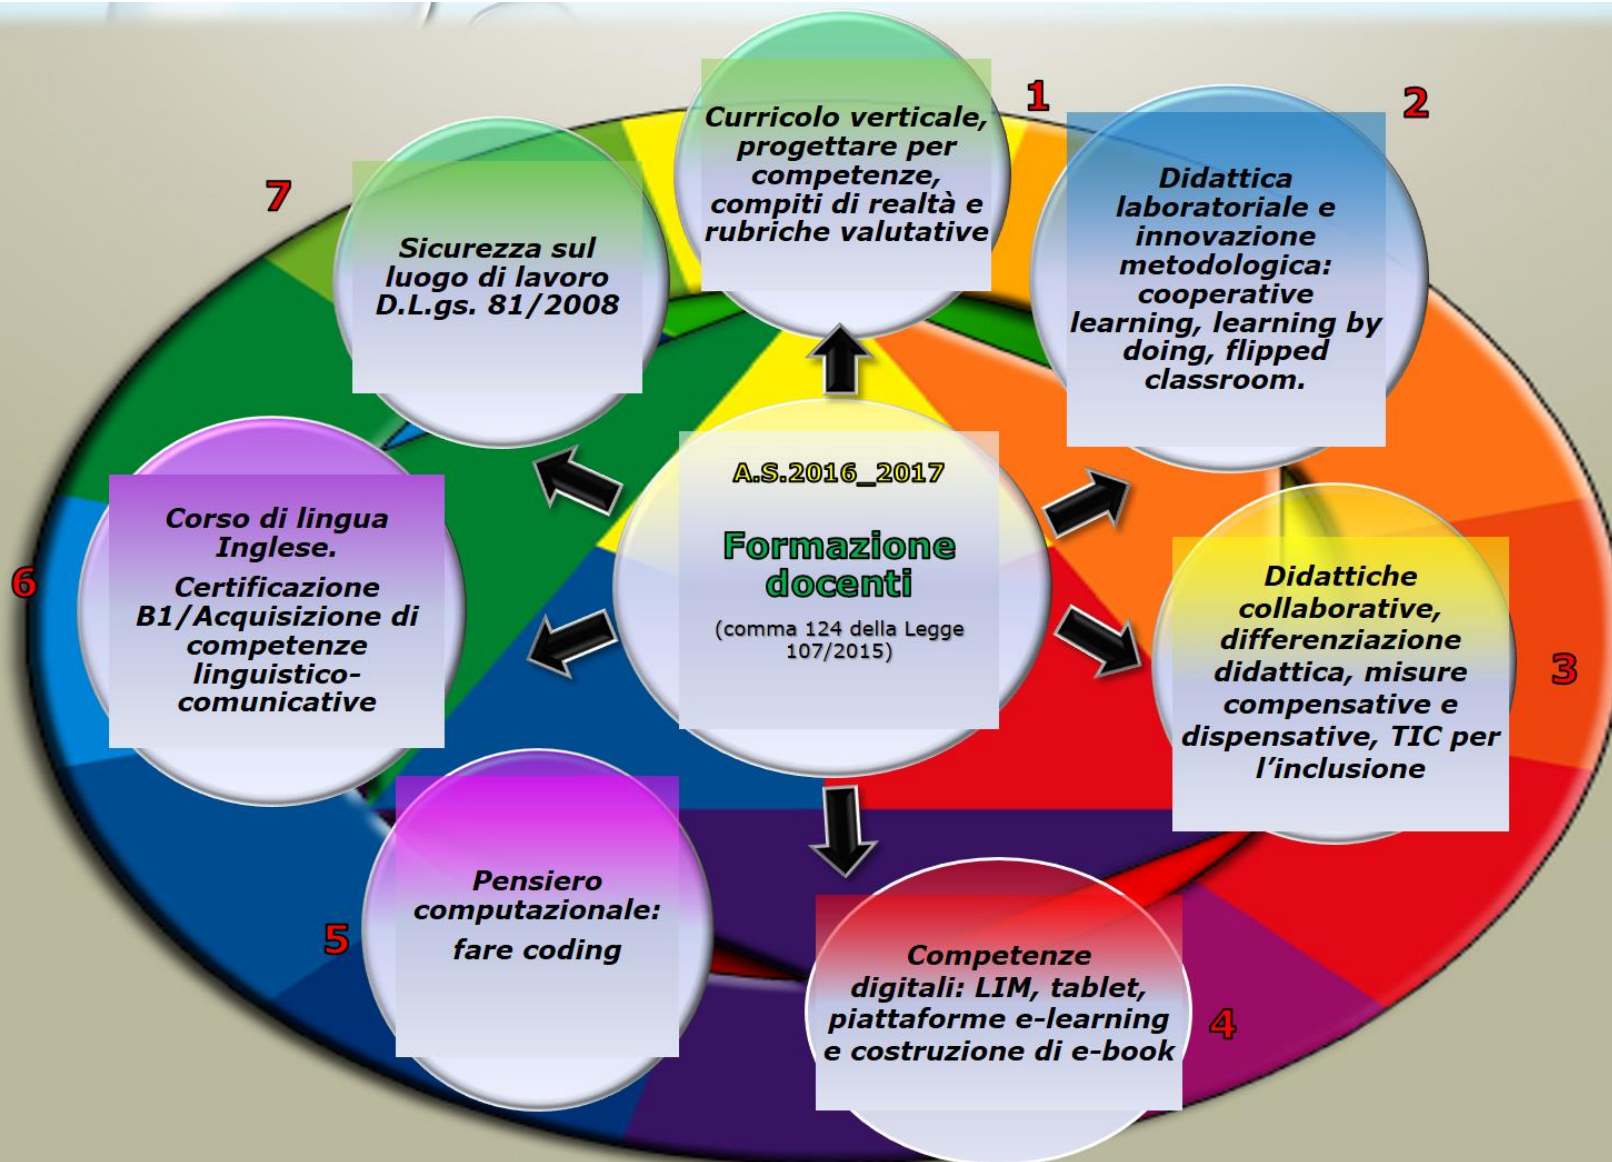 A.S.2016_2017
Formazione
docenti
(comma 124 della Legge
107/2015)
1
Curricolo verticale,
progettare per
competenze,
compiti di realtà e
rubriche valutative
2
Didattica
laboratoriale e
innovazione
metodologica:
cooperative
learning, learning by
doing, flipped
classroom.
3
Didattiche
collaborative,
differenziazione
didattica, misure
compensative e
dispensative, TIC per
l’inclusione
4
Competenze
digitali: LIM, tablet,
piattaforme e-learning
e costruzione di e-book
5
Pensiero
computazionale:
fare coding
6
Corso di lingua
Inglese.
Certificazione
B1/Acquisizione di
competenze
linguistico-
comunicative
7
Sicurezza sul
luogo di lavoro
D.L.gs. 81/2008